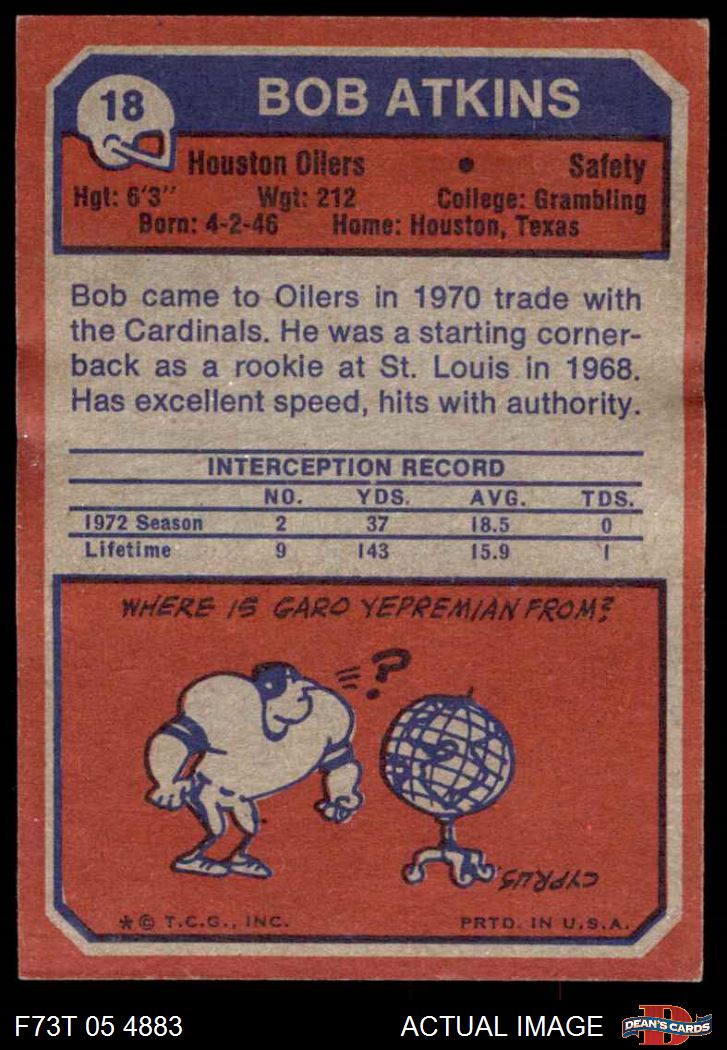 18
BOB ATKINS
Houston Oilers • Safety
Hgt: 6'3" Wgt: 212 College: Grambling
Born: 4-2-46 Home: Houston, Texas
Bob came to Oilers in 1970 trade with
the Cardinals. He was a starting corner-
back as a rookie at St. Louis in 1968.
Has excellent speed, hits with authority.
INTERCEPTION RECORD
NO. YDS. AVG. TDS.
1972 Season 2 37 18.5 0
Lifetime 9 143 15.9 1
WHERE IS GARO YEPREMIAN FROM?
?
CYPRUS
*© T.C.G., INC. PRTD. IN U.S.A.
F73T 05 4883 ACTUAL IMAGE D DEAN'S CARDS